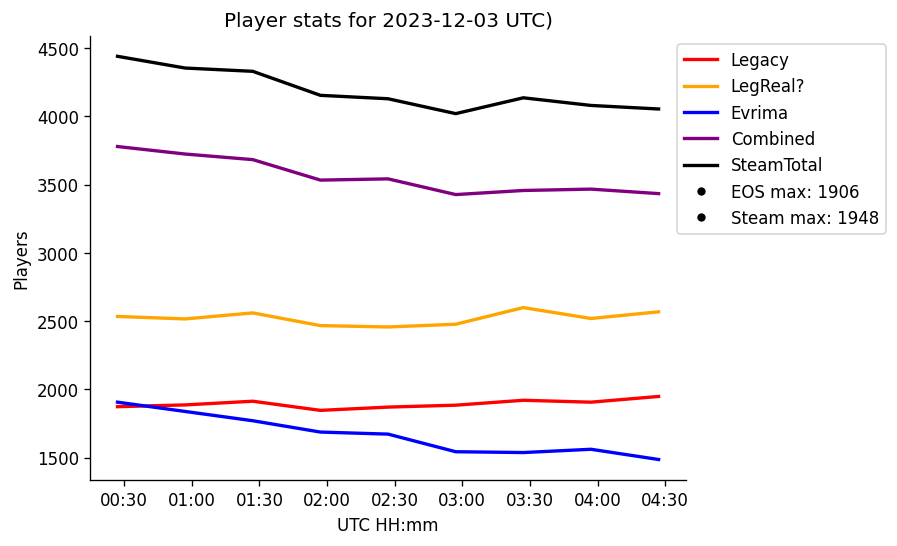 Player stats for 2023-12-03 UTC)
4500
4000
3500
3000
2500
2000
1500
Players
00:30 01:00 01:30 02:00 02:30 03:00 03:30 04:00 04:30
UTC HH:mm
Legacy
LegReal?
Evrima
Combined
SteamTotal
EOS max: 1906
Steam max: 1948